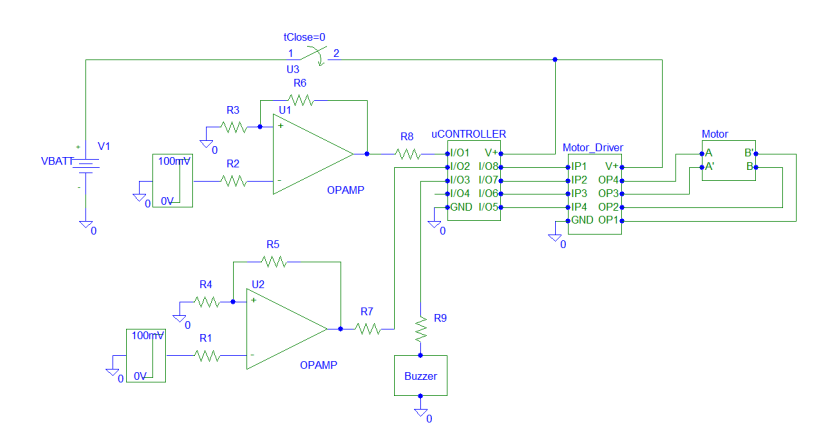 tClose=0
1 2
U3
R6
V1
VBATT
+
-
0
R3
U1
+
0
100mV
0V
0
R2
-
OPAMP
R8
uCONTROLLER
I/O1 V+
I/O2 I/O8
I/O3 I/O7
I/O4 I/O6
GND I/O5
0
Motor_Driver
IP1 V+
IP2 OP4
IP3 OP3
IP4 OP2
GND OP1
0
Motor
A B'
A' B
R5
R4
U2
+
0
100mV
0V
0
R1
-
OPAMP
R7
R9
Buzzer
0